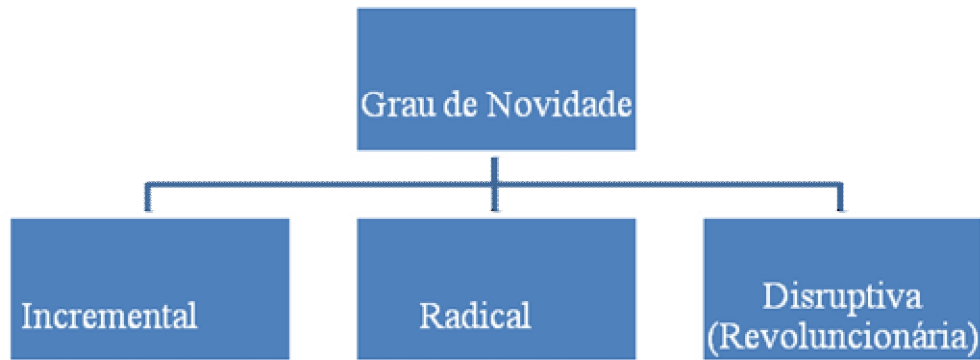 Grau de Novidade
Incremental
Radical
Disruptiva
(Revoluncionária)